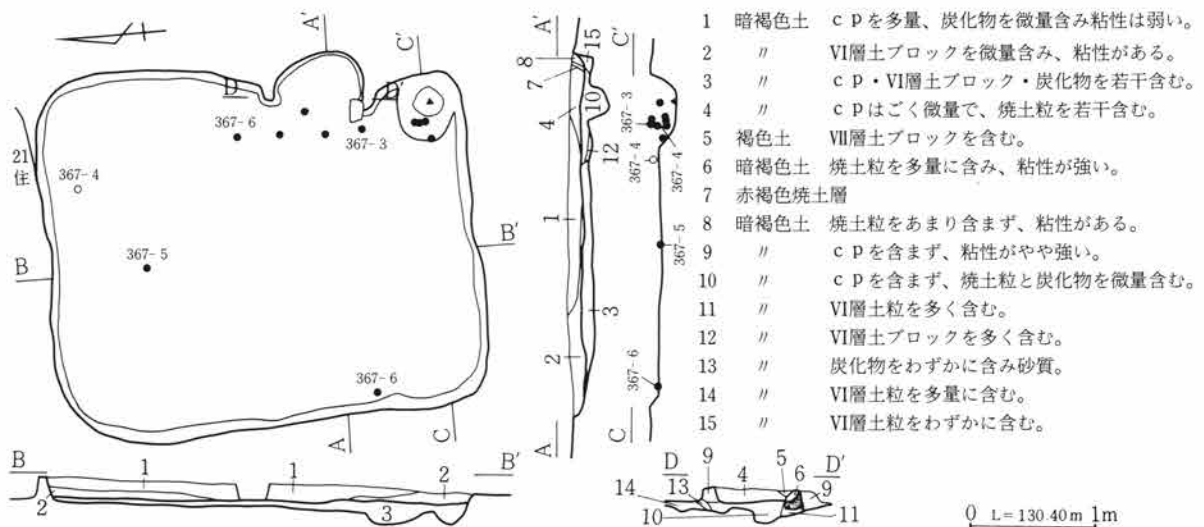 A'
C'
D
D'
367-6
367-3
21
住
367-4
367-5
B
B'
367-6
A
C
B
1
1
2
B'
2
3
A'
8
15
7
10
4
12
1
3
2
A
C'
367-3
367-4
367-4
367-5
367-6
C
D
9
4
5
D'
6
9
14
13
10
11
1 暗褐色土 cpを多量、炭化物を微量含み粘性は弱い。
2 〃 Ⅵ層土ブロックを微量含み、粘性がある。
3 〃 cp・Ⅵ層土ブロック・炭化物を若干含む。
4 〃 cpはごく微量で、焼土粒を若干含む。
5 褐色土 Ⅶ層土ブロックを含む。
6 暗褐色土 焼土粒を多量に含み、粘性が強い。
7 赤褐色焼土層
8 暗褐色土 焼土粒をあまり含まず、粘性がある。
9 〃 cpを含まず、粘性がやや強い。
10 〃 cpを含まず、焼土粒と炭化物を微量含む。
11 〃 Ⅵ層土粒を多く含む。
12 〃 Ⅵ層土ブロックを多く含む。
13 〃 炭化物をわずかに含み砂質。
14 〃 Ⅵ層土粒を多量に含む。
15 〃 Ⅵ層土粒をわずかに含む。
0 L=130.40m 1m